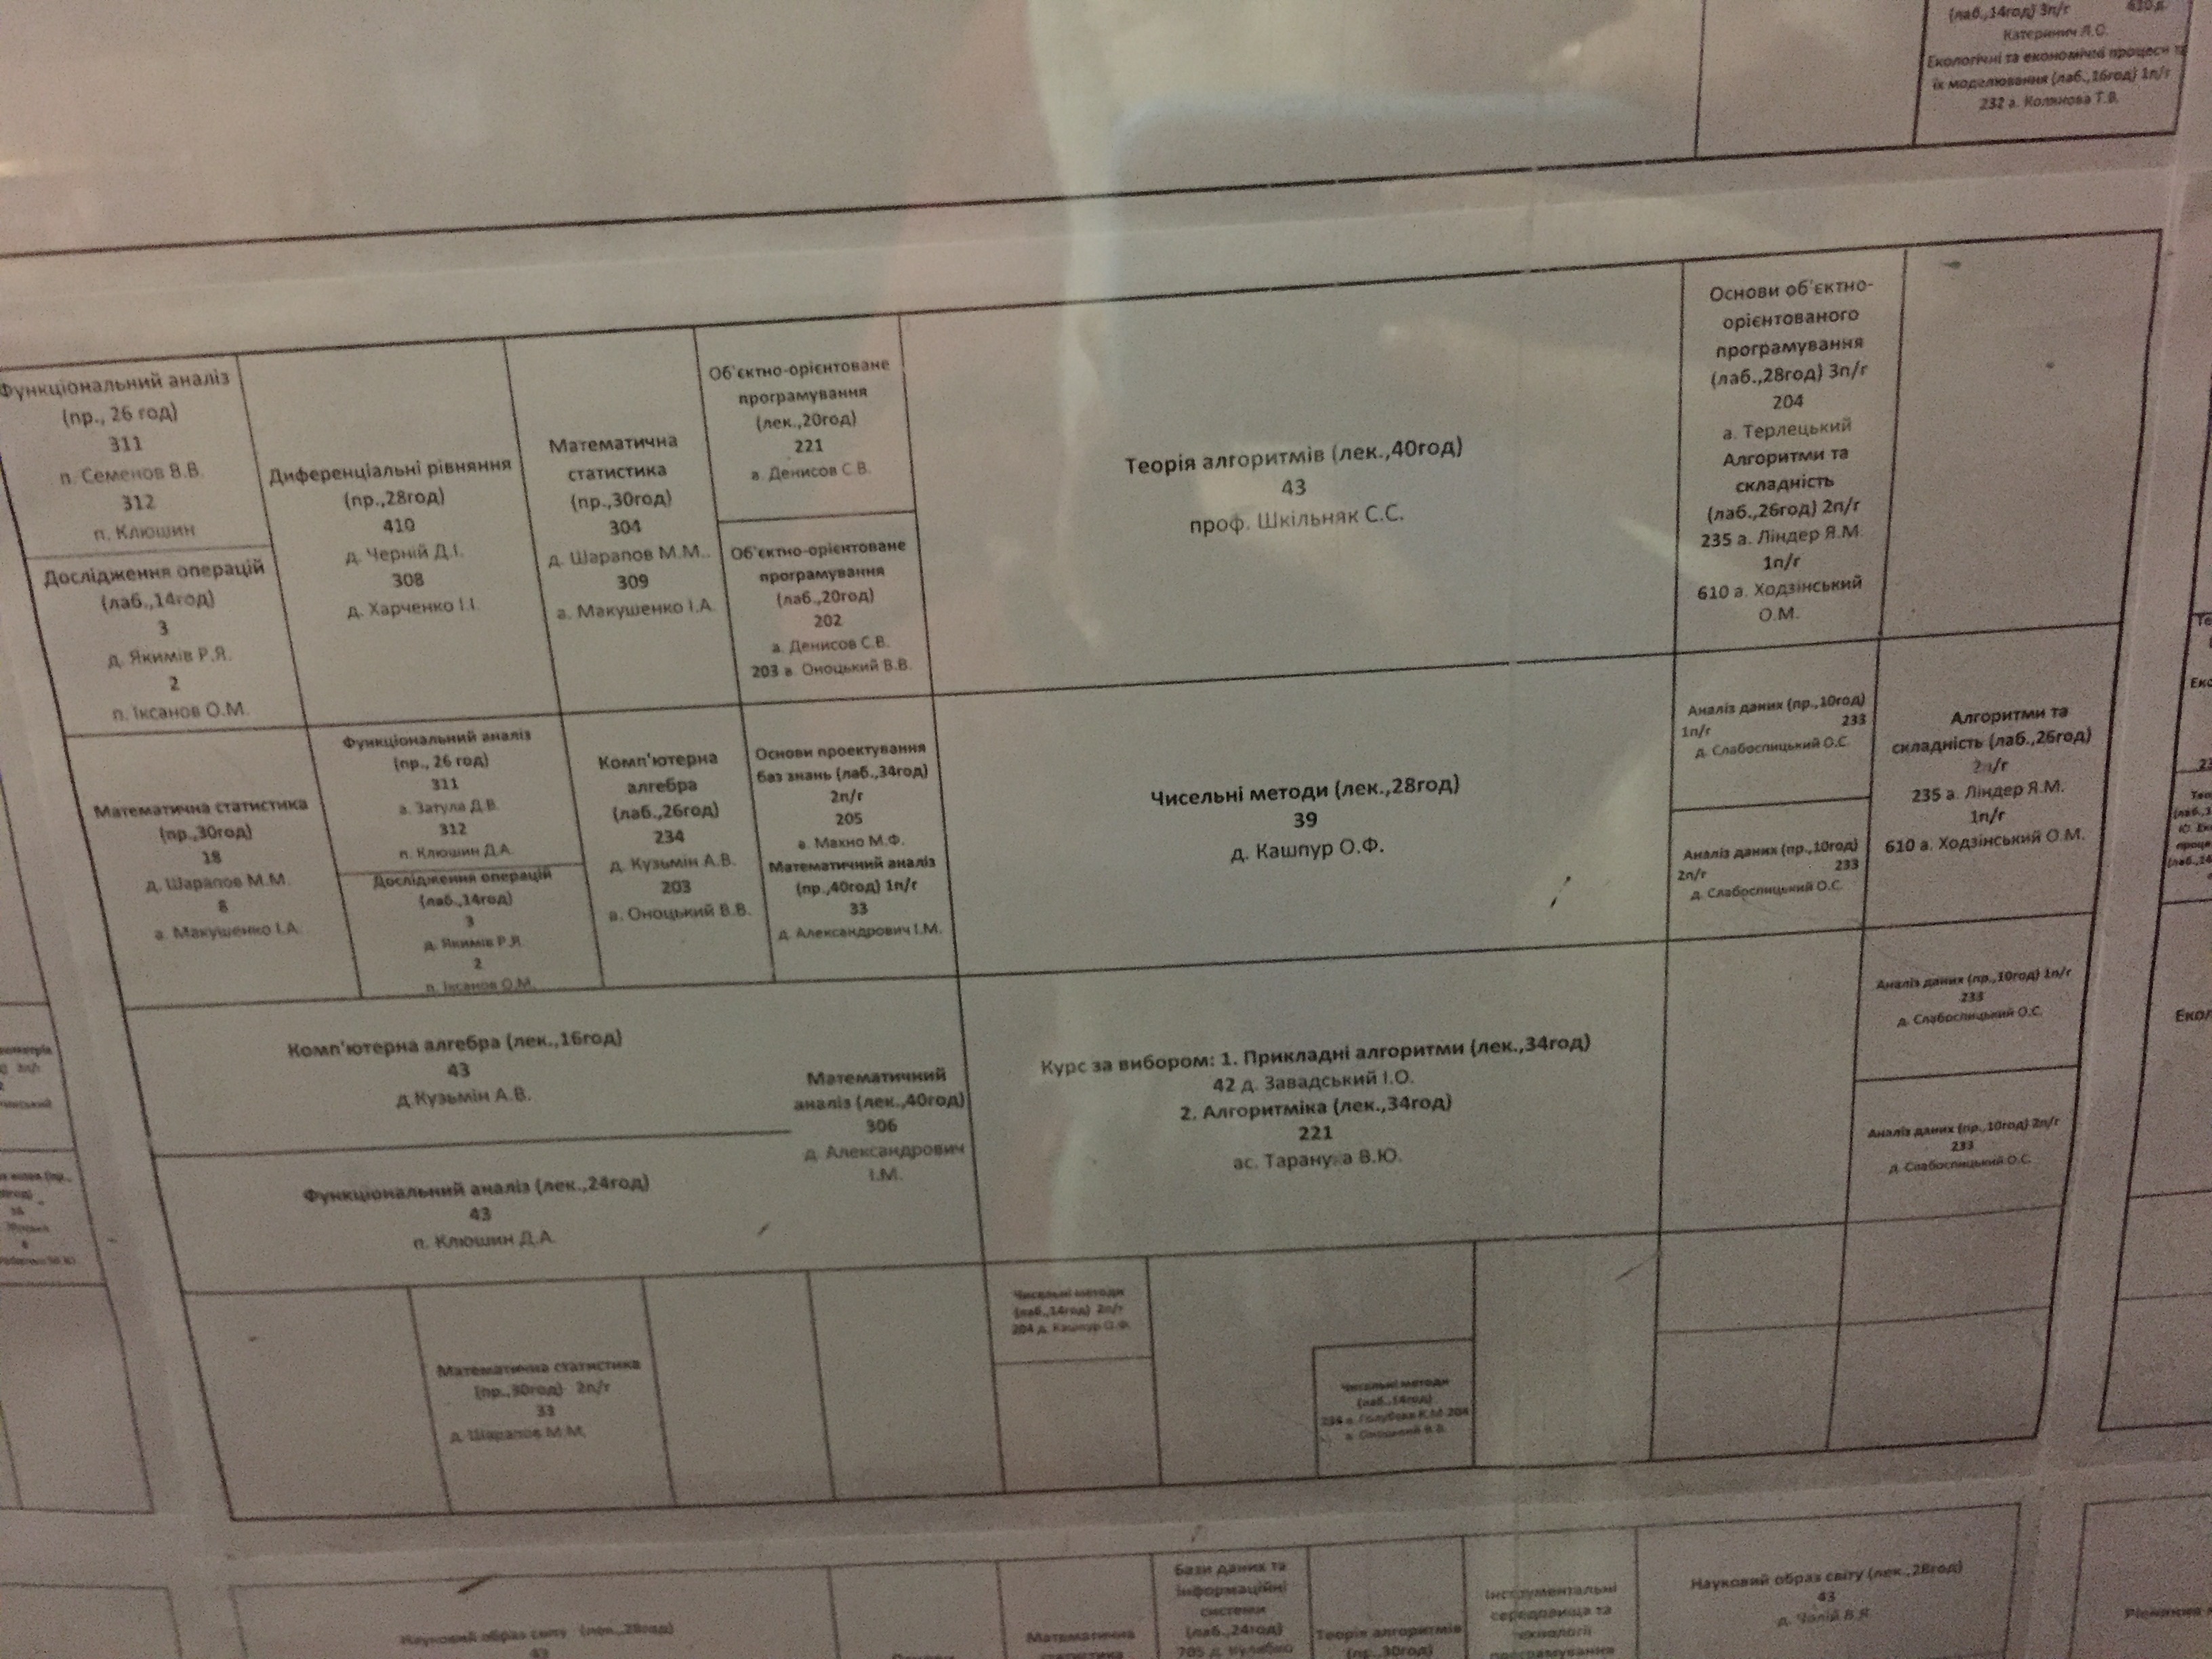 (лаб.,14год) 3п/г 610 д.
Катеринич Л.О.
Екологічні та економічні процеси та
їх моделювання (лаб.,16год) 1п/г
232 а. Колянова Т.В.
Функціональний аналіз
(пр., 26 год)
311
п. Семенов В.В.
312
п. Клюшин
Дослідження операцій
(лаб.,14год)
3
д. Якимів Р.Я.
2
п. Іксанов О.М.
Диференціальні рівняння
(пр.,28год)
410
д. Черній Д.І.
308
д. Харченко І.І.
Математична
статистика
(пр.,30год)
304
д. Шарапов М.М..
309
а. Макушенко І.А.
Об'єктно-орієнтоване
програмування
(лек.,20год)
221
а. Денисов С.В.
Об'єктно-орієнтоване
програмування
(лаб.,20год)
202
а. Денисов С.В.
203 а. Оноцький В.В.
Теорія алгоритмів (лек.,40год)
43
проф. Шкільняк С.С.
Основи об'єктно-
орієнтованого
програмування
(лаб.,28год) 3п/г
204
а. Терлецький
Алгоритми та
складність
(лаб.,26год) 2п/г
235 а. Ліндер Я.М.
1п/г
610 а. Ходзінський
О.М.
Математична статистика
(пр.,30год)
18
д. Шарапов М.М.
8
а. Макушенко І.А.
Функціональний аналіз
(пр., 26 год)
311
а. Затула Д.В.
312
п. Клюшин Д.А.
Дослідження операцій
(лаб.,14год)
3
д. Якимів Р.Я.
2
п. Іксанов О.М.
Комп'ютерна
алгебра
(лаб.,26год)
234
д. Кузьмін А.В.
203
а. Оноцький В.В.
Основи проектування
баз знань (лаб.,34год)
2п/г
205
а. Махно М.Ф.
Математичний аналіз
(пр.,40год) 1п/г
33
д. Александрович І.М.
Чисельні методи (лек.,28год)
39
д. Кашпур О.Ф.
Аналіз даних (пр.,10год)
1п/г 233
д. Слабоспицький О.С.
Аналіз даних (пр.,10год)
2п/г 233
д. Слабоспицький О.С.
Алгоритми та
складність (лаб.,26год)
2п/г
235 а. Ліндер Я.М.
1п/г
610 а. Ходзінський О.М.
Комп'ютерна алгебра (лек.,16год)
43
д.Кузьмін А.В.
Функціональний аналіз (лек.,24год)
43
п. Клюшин Д.А.
Математичний
аналіз (лек.,40год)
306
д. Александрович
І.М.
Курс за вибором: 1. Прикладні алгоритми (лек.,34год)
42 д. Завадський І.О.
2. Алгоритміка (лек.,34год)
221
ас. Тарануха В.Ю.
Аналіз даних (пр.,10год) 1п/г
233
д. Слабоспицький О.С.
Аналіз даних (пр.,10год) 2п/г
233
д. Слабоспицький О.С.
Математична статистика
(пр.,30год) 2п/г
33
д. Шарапов М.М.
Чисельні методи
(лаб.,14год) 2п/г
204 д. Кашпур О.Ф.
Чисельні методи
(лаб.,14год)
Науковий образ світу (лек.,28год)
43
Математична
статистика
Бази даних та
інформаційні
системи
(лаб.,24год)
705 д. Кулябко
Теорія алгоритмів
(пр.,30год)
Інструментальні
середовища та
технології
програмування
Науковий образ світу (лек.,28год)
43
д. Чолій В.Я.